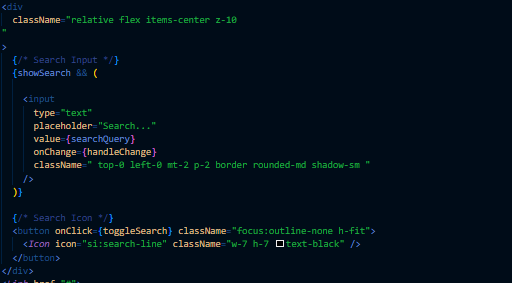 <div
className="relative flex items-center z-10
"
>
{/* Search Input */}
{showSearch && (
<input
type="text"
placeholder="Search..."
value={searchQuery}
onChange={handleChange}
className=" top-0 left-0 mt-2 p-2 border rounded-md shadow-sm "
/>
)}
{/* Search Icon */}
<button onClick={toggleSearch} className="focus:outline-none h-fit">
<Icon icon="si:search-line" className="w-7 h-7 text-black" />
</button>
</div>
<link href="#">